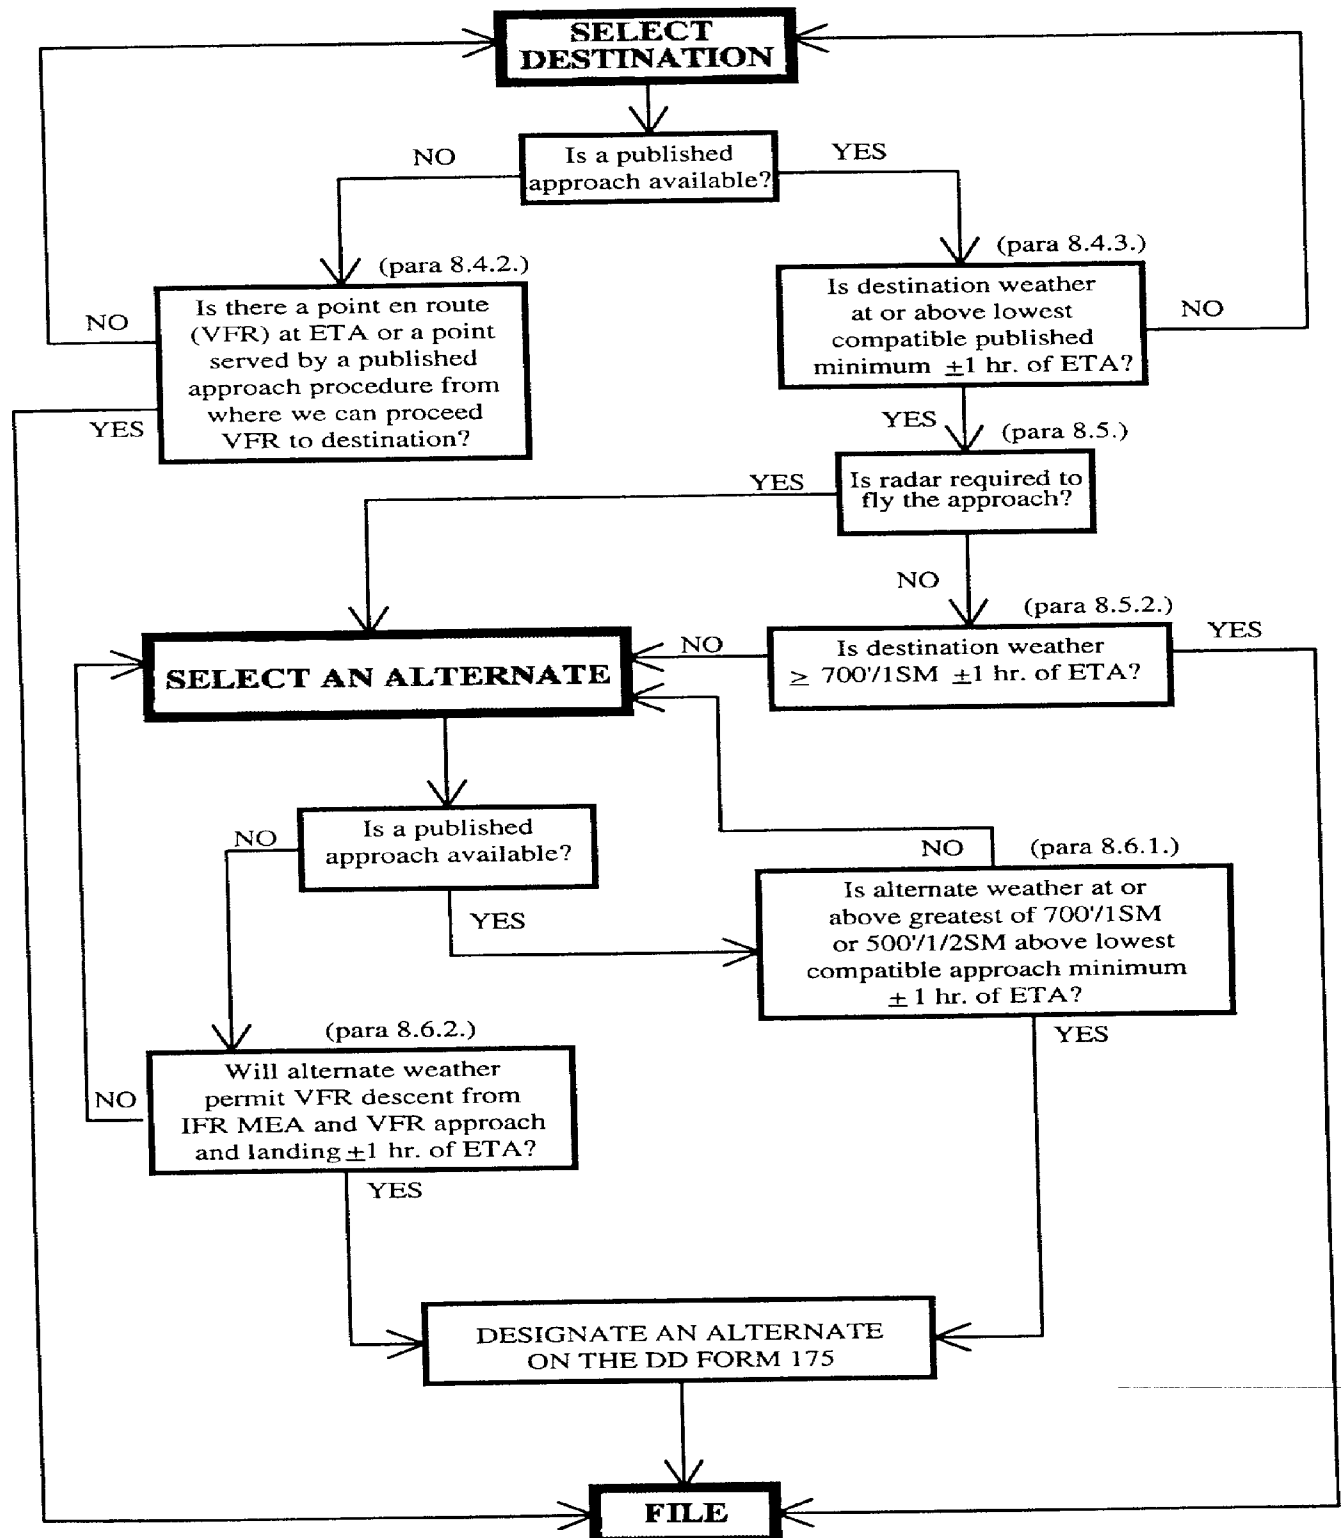 SELECT
DESTINATION
NO
Is a published
approach available?
YES
(para 8.4.2.)
(para 8.4.3.)
NO
Is there a point en route
(VFR) at ETA or a point
served by a published
approach procedure from
where we can proceed
VFR to destination?
YES
Is destination weather
at or above lowest
compatible published
minimum ±1 hr. of ETA?
NO
YES
(para 8.5.)
YES
Is radar required to
fly the approach?
NO
(para 8.5.2.)
NO
Is destination weather
≥ 700'/1SM ±1 hr. of ETA?
YES
SELECT AN ALTERNATE
NO
Is a published
approach available?
YES
NO
(para 8.6.1.)
Is alternate weather at or
above greatest of 700'/1SM
or 500'/1/2SM above lowest
compatible approach minimum
± 1 hr. of ETA?
YES
(para 8.6.2.)
NO
Will alternate weather
permit VFR descent from
IFR MEA and VFR approach
and landing ±1 hr. of ETA?
YES
DESIGNATE AN ALTERNATE
ON THE DD FORM 175
FILE